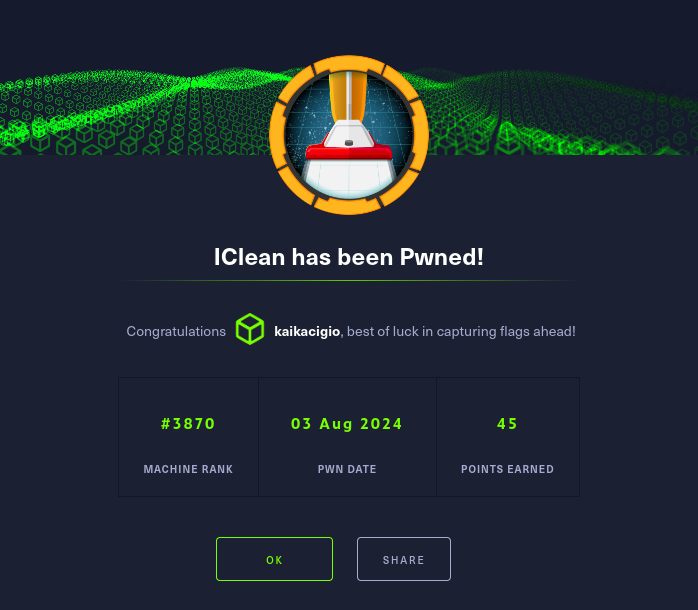 IClean has been Pwned!
Congratulations kaikacigio, best of luck in capturing flags ahead!
#3870 03 Aug 2024 45
MACHINE RANK PWN DATE POINTS EARNED
OK SHARE